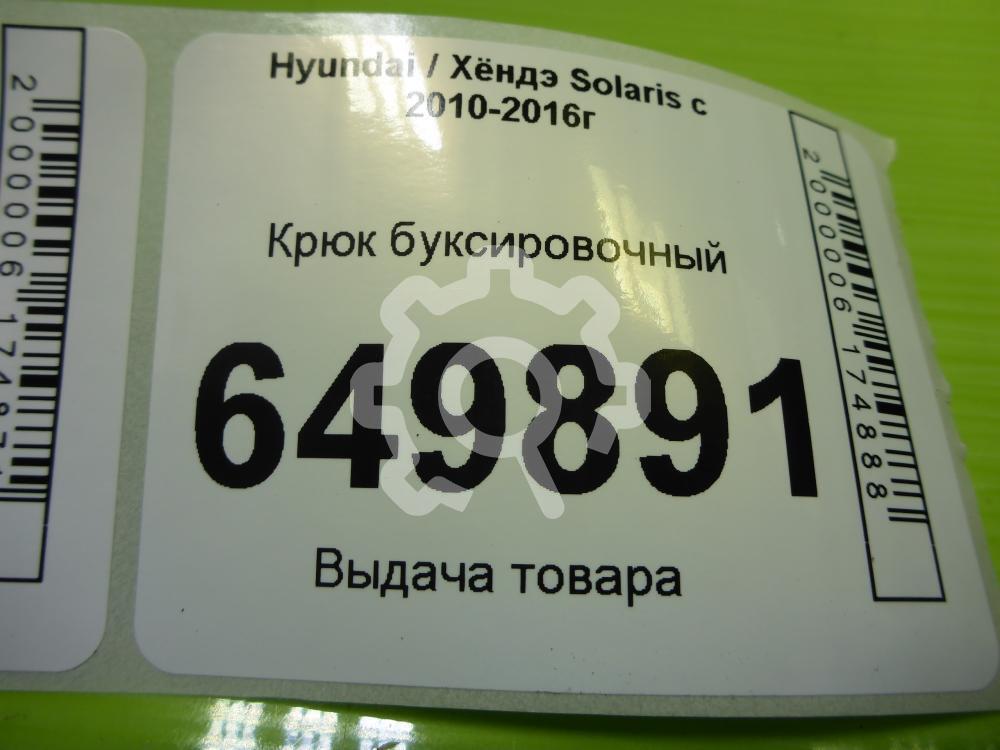 Hyundai / Хёндэ Solaris с
2010-2016г
Крюк буксировочный
649891
Выдача товара
2000006174888